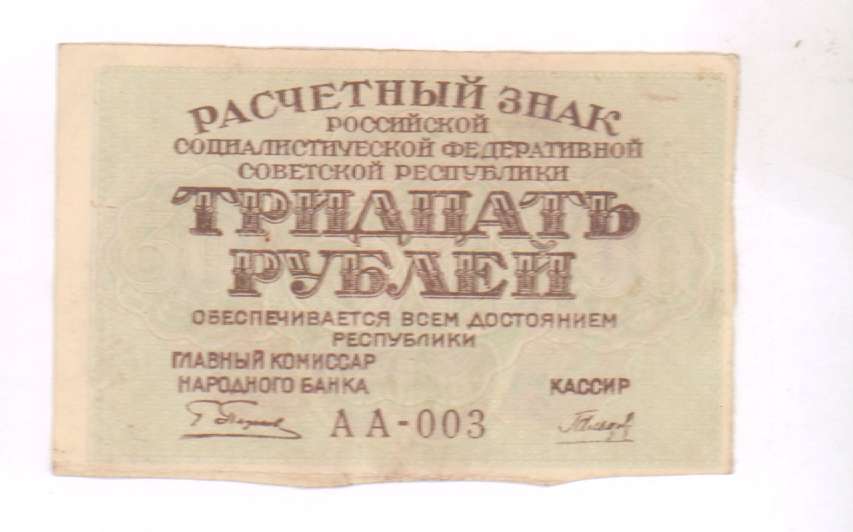 РАСЧЕТНЫЙ ЗНАК
РОССИЙСКОЙ
СОЦИАЛИСТИЧЕСКОЙ ФЕДЕРАТИВНОЙ
СОВЕТСКОЙ РЕСПУБЛИКИ
ТРИДЦАТЬ
РУБЛЕЙ
ОБЕСПЕЧИВАЕТСЯ ВСЕМ ДОСТОЯНИЕМ
РЕСПУБЛИКИ
ГЛАВНЫЙ КОМИССАР
НАРОДНОГО БАНКА
КАССИР
АА-003